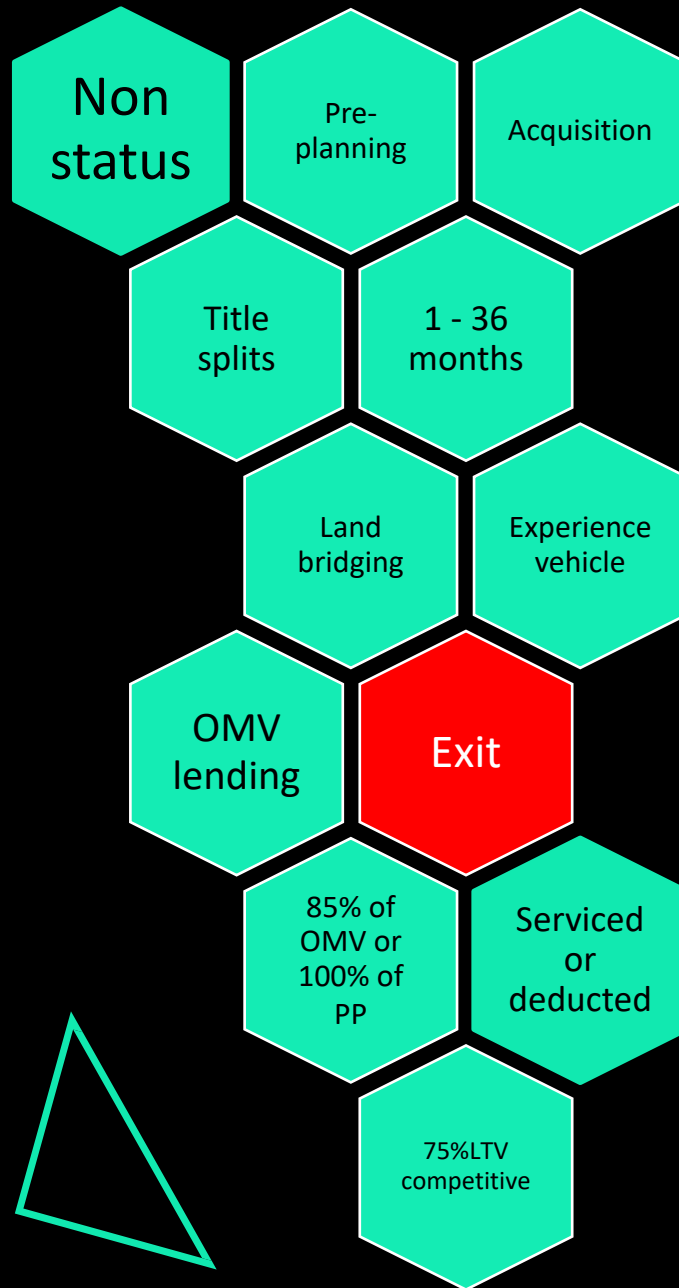 Non
status
Pre-
planning
Acquisition
Title
splits
1 - 36
months
Land
bridging
Experience
vehicle
OMV
lending
Exit
85% of
OMV or
100% of
PP
Serviced
or
deducted
75%LTV
competitive